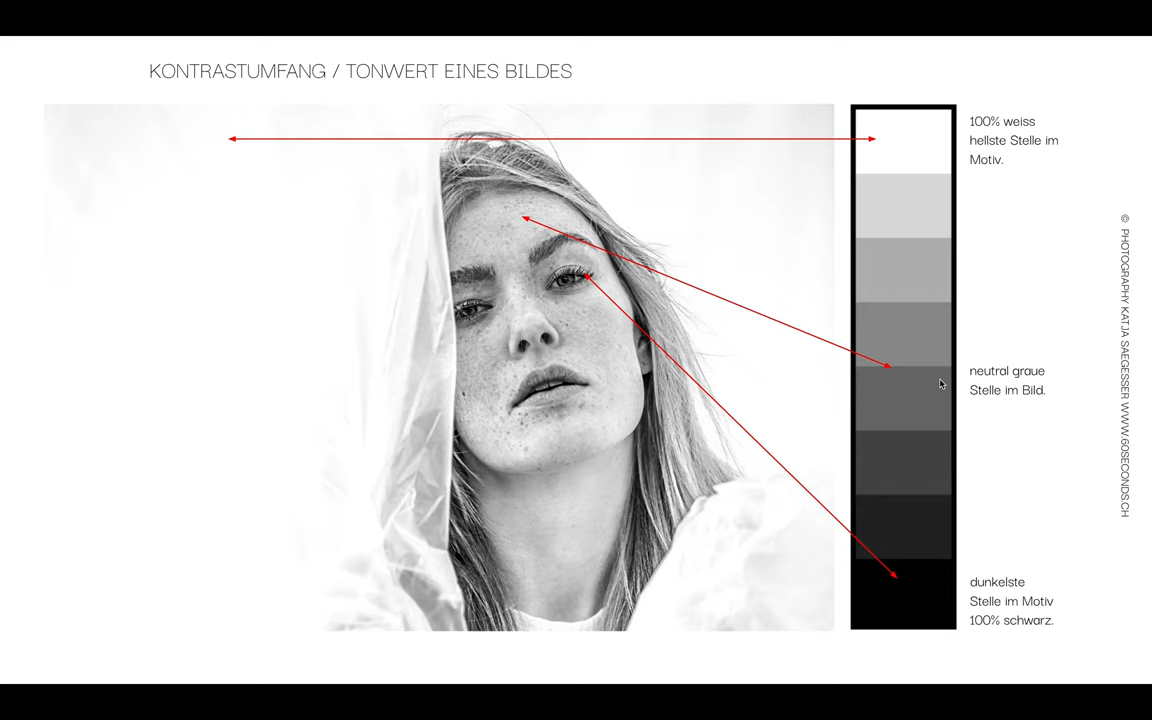 KONTRASTUMFANG / TONWERT EINES BILDES
100% weiss
hellste Stelle im
Motiv.
neutral graue
Stelle im Bild.
dunkelste
Stelle im Motiv
100% schwarz.
© PHOTOGRAPHY KATJA SAEGESSER WWW.60SECONDS.CH